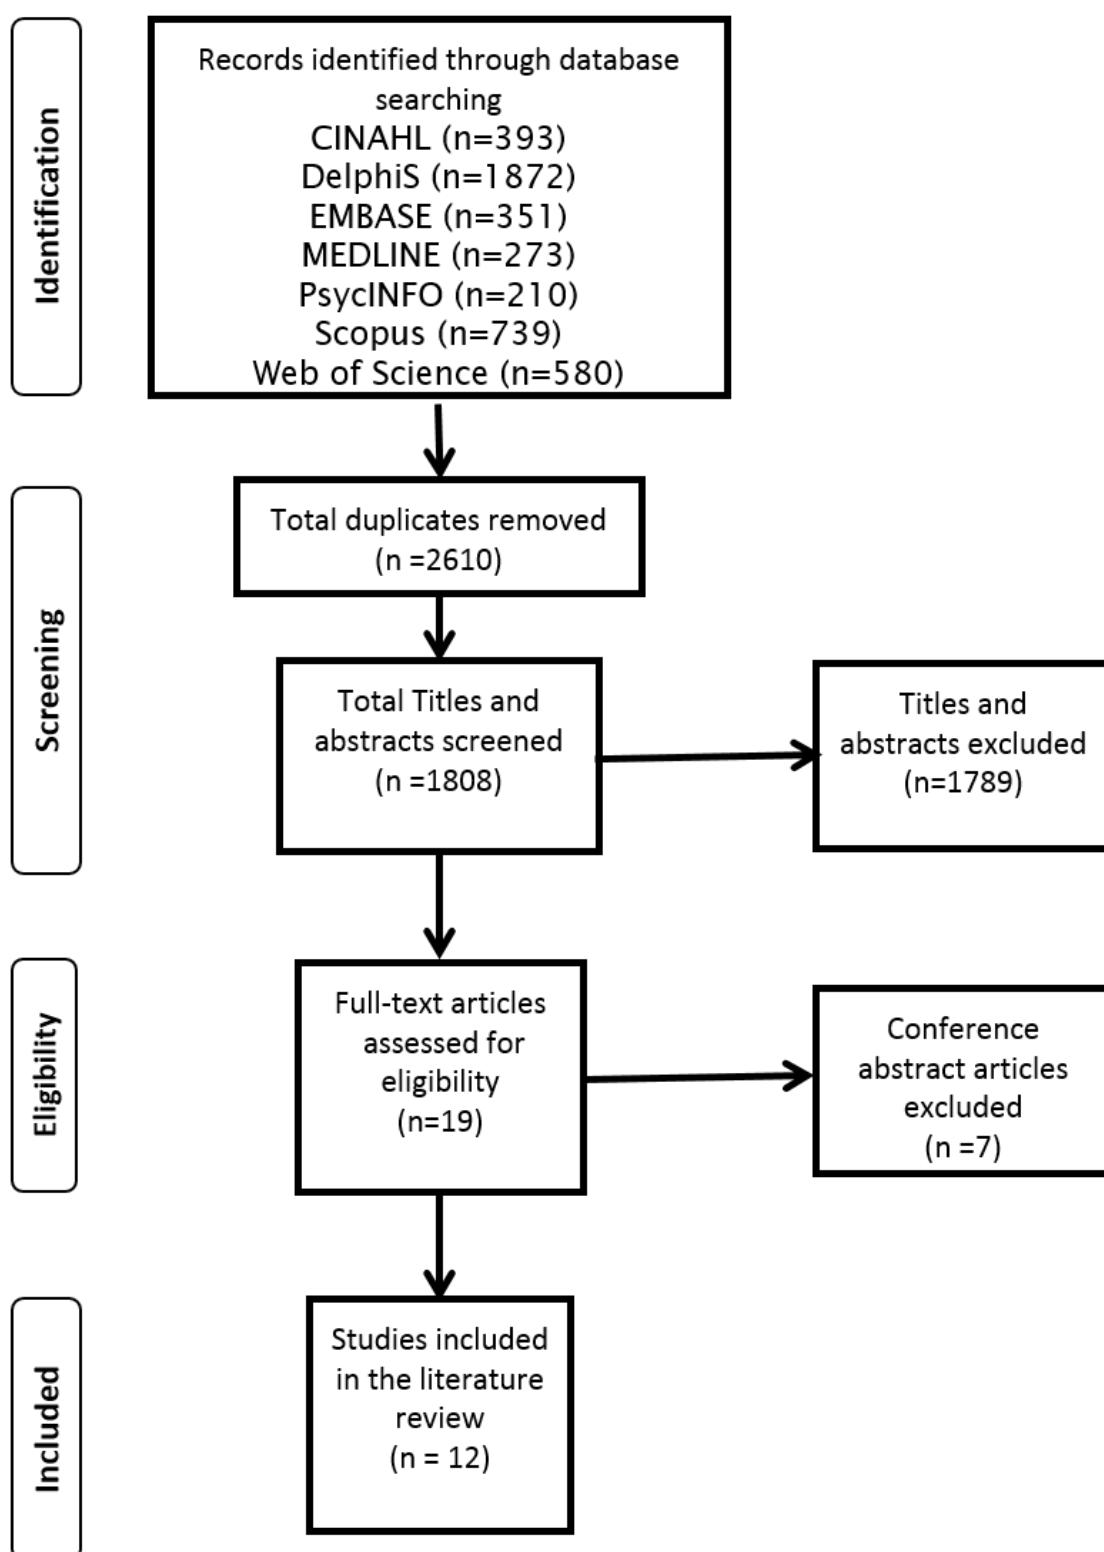 Identification
Records identified through database
searching
CINAHL (n=393)
DelphiS (n=1872)
EMBASE (n=351)
MEDLINE (n=273)
PsycINFO (n=210)
Scopus (n=739)
Web of Science (n=580)
Screening
Total duplicates removed
(n =2610)
Total Titles and
abstracts screened
(n =1808)
Titles and
abstracts excluded
(n=1789)
Eligibility
Full-text articles
assessed for
eligibility
(n=19)
Conference
abstract articles
excluded
(n =7)
Included
Studies included
in the literature
review
(n = 12)